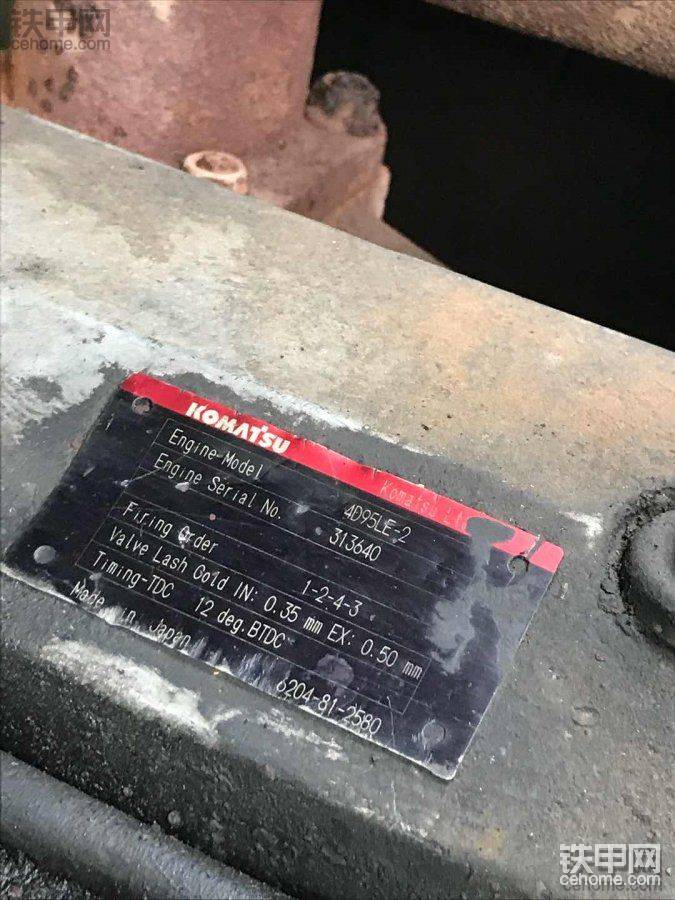 铁甲网
cehome.com
KOMATSU
Komatsu
Engine Model 4D95LE-2
Engine Serial No. 313640
Firing Order 1-2-4-3
Valve Lash Cold IN: 0.35 mm EX: 0.50 mm
Timing-TDC 12 deg.BTDC
Made in Japan
6204-81-2580
铁甲网
cehome.com